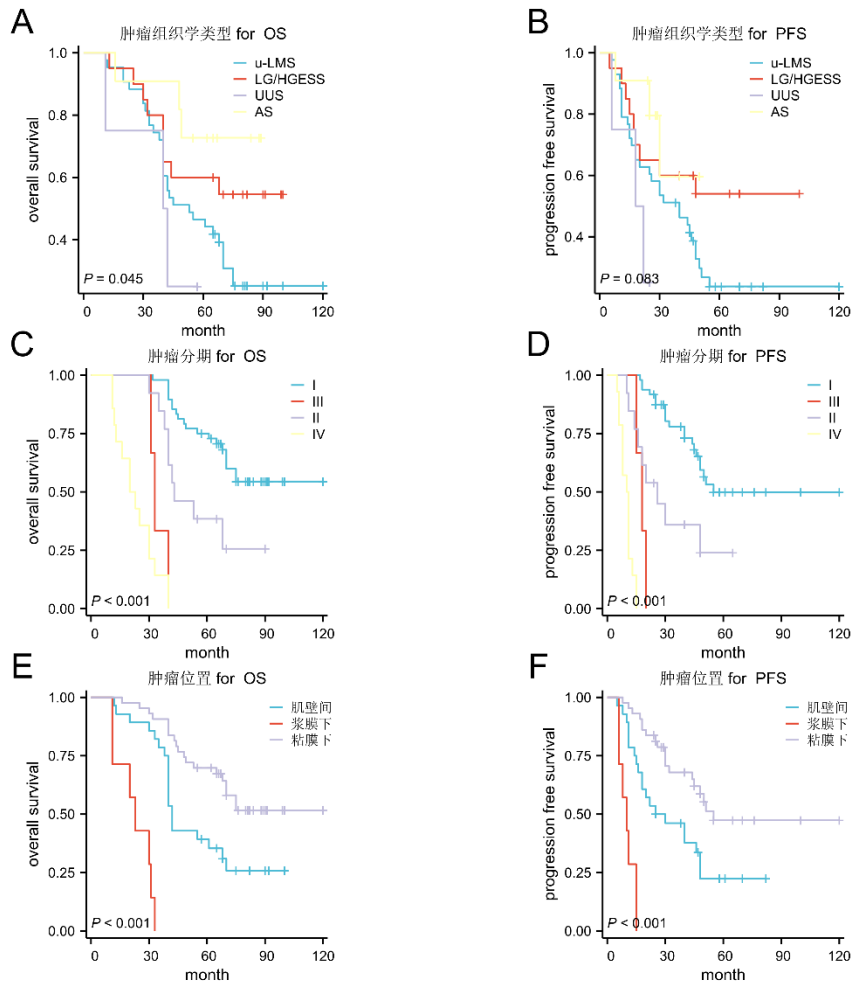 A
肿瘤组织学类型 for OS
1.0
0.8
0.6
0.4
overall survival
u-LMS
LG/HGESS
UUS
AS
P = 0.045
0 30 60 90 120
month
B
肿瘤组织学类型 for PFS
1.0
0.8
0.6
0.4
progression free survival
u-LMS
LG/HGESS
UUS
AS
P = 0.083
0 30 60 90 120
month
C
肿瘤分期 for OS
1.00
0.75
0.50
0.25
0.00
overall survival
I
III
II
IV
P < 0.001
0 30 60 90 120
month
D
肿瘤分期 for PFS
1.00
0.75
0.50
0.25
0.00
progression free survival
I
III
II
IV
P < 0.001
0 30 60 90 120
month
E
肿瘤位置 for OS
1.00
0.75
0.50
0.25
0.00
overall survival
肌壁间
浆膜下
粘膜下
P < 0.001
0 30 60 90 120
month
F
肿瘤位置 for PFS
1.00
0.75
0.50
0.25
0.00
progression free survival
肌壁间
浆膜下
粘膜下
P < 0.001
0 30 60 90 120
month